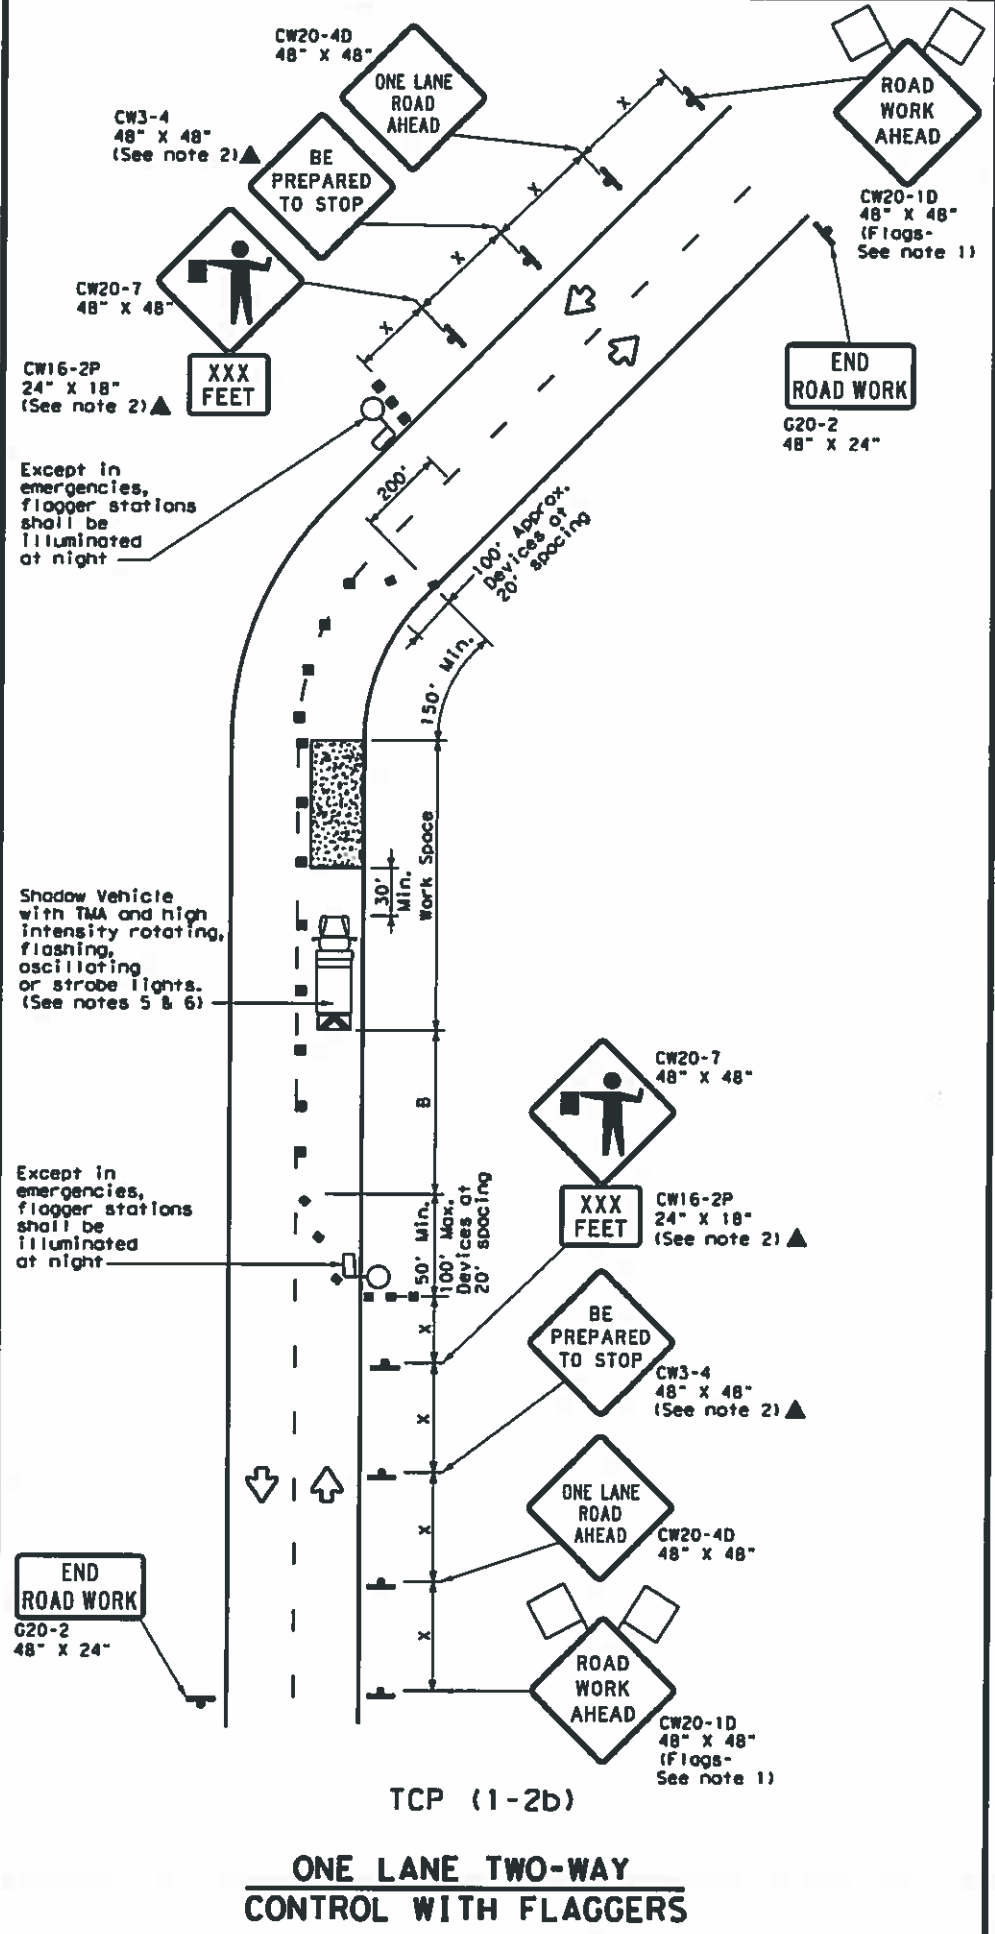 CW20-4D
48" X 48"
ONE LANE
ROAD
AHEAD
ROAD
WORK
AHEAD
CW20-1D
48" X 48"
(Flags-
See note 1)
CW3-4
48" X 48"
(See note 2)
BE
PREPARED
TO STOP
X
X
X
X
CW20-7
48" X 48"
CW16-2P
24" X 18"
(See note 2)
XXX
FEET
END
ROAD WORK
G20-2
48" X 24"
Except in
emergencies,
flagger stations
shall be
illuminated
at night
200'
100' Approx.
Devices at
20' spacing
150' Min.
Work Space
30'
Min.
Shadow Vehicle
with TMA and high
intensity rotating,
flashing,
oscillating
or strobe lights.
(See notes 5 & 6)
B
CW20-7
48" X 48"
XXX
FEET
CW16-2P
24" X 18"
(See note 2)
Except in
emergencies,
flagger stations
shall be
illuminated
at night
50' Min.
100' Max.
Devices at
20' spacing
X
X
X
X
BE
PREPARED
TO STOP
CW3-4
48" X 48"
(See note 2)
ONE LANE
ROAD
AHEAD
CW20-4D
48" X 48"
END
ROAD WORK
G20-2
48" X 24"
ROAD
WORK
AHEAD
CW20-1D
48" X 48"
(Flags-
See note 1)
TCP (1-2b)
ONE LANE TWO-WAY
CONTROL WITH FLAGGERS